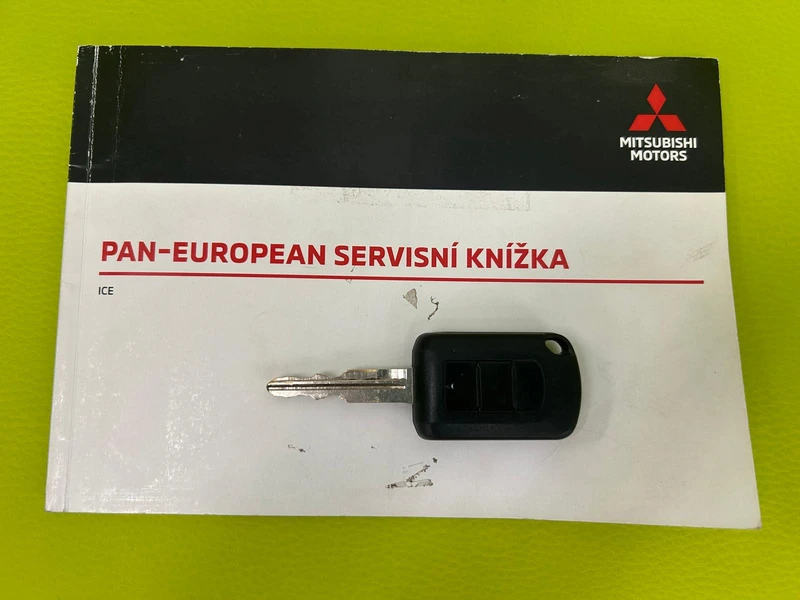 MITSUBISHI
MOTORS
PAN-EUROPEAN SERVISNÍ KNÍŽKA
ICE